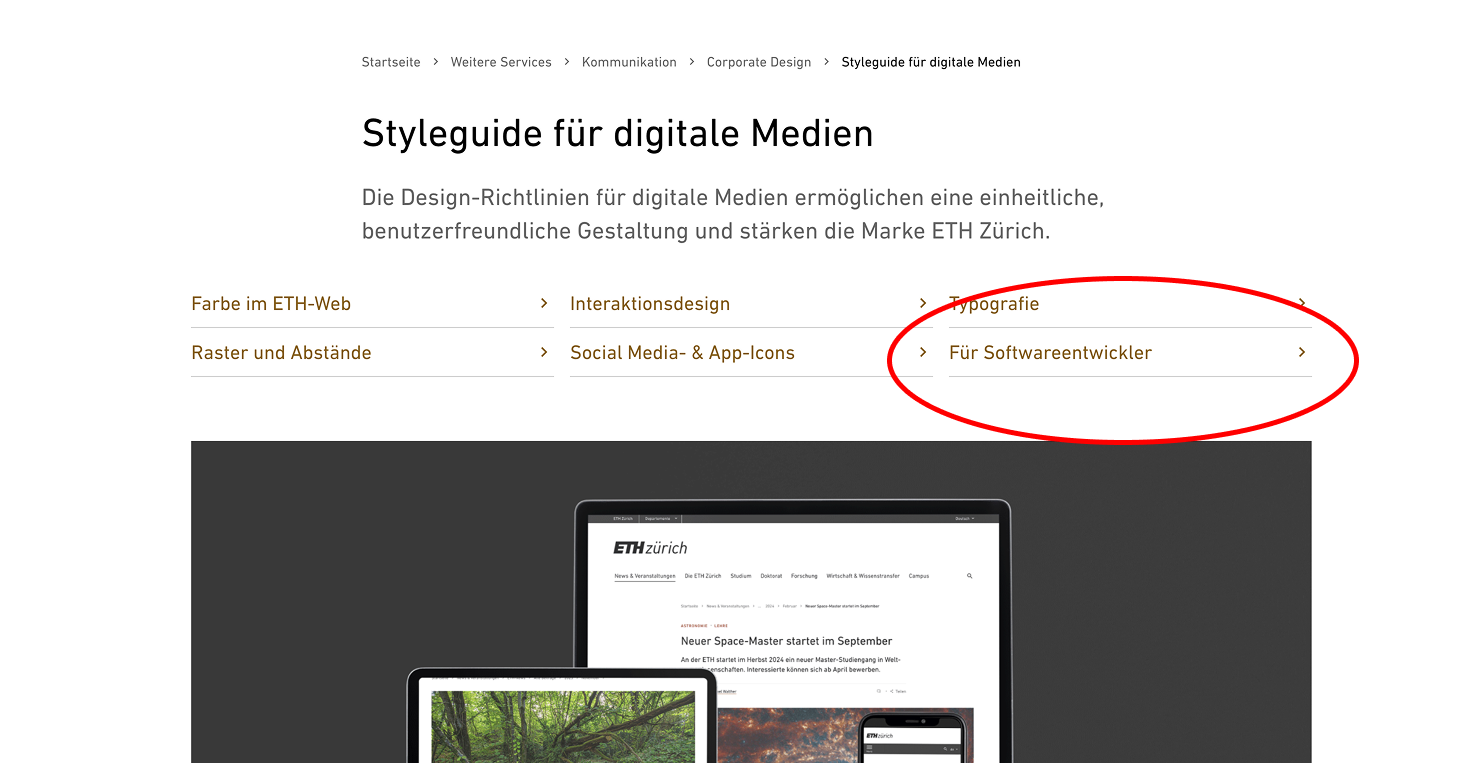 Startseite > Weitere Services > Kommunikation > Corporate Design > Styleguide für digitale Medien
Styleguide für digitale Medien
Die Design-Richtlinien für digitale Medien ermöglichen eine einheitliche,
benutzerfreundliche Gestaltung und stärken die Marke ETH Zürich.
Farbe im ETH-Web > Interaktionsdesign > Typografie >
Raster und Abstände > Social Media- & App-Icons > Für Softwareentwickler >
ETH Zürich Departemente Deutsch
ETH zürich
News & Veranstaltungen Die ETH Zürich Studium Doktorat Forschung Wirtschaft & Wissenstransfer Campus
Startseite > News & Veranstaltungen > ... > 2024 > Februar > Neuer Space-Master startet im September
ASTRONOMIE · LEHRE
Neuer Space-Master startet im September
An der ETH startet im Herbst 2024 ein neuer Master-Studiengang in Welt-
senschaften. Interessierte können sich ab April bewerben.
Teilen
ETH zürich